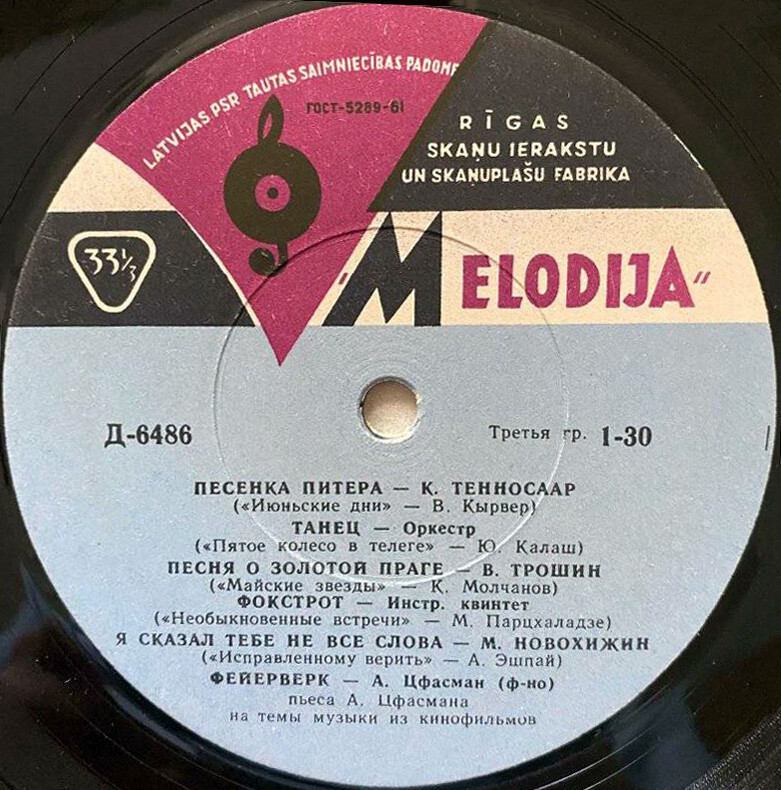 LATVIJAS PSR TAUTAS SAIMNIECĪBAS PADOME
ГОСТ-5289-61
RĪGAS
SKAŅU IERAKSTU
UN SKAŅUPLAŠU FABRIKA
33⅓
"MELODIJA"
Д-6486
Третья гр. 1-30
ПЕСЕНКА ПИТЕРА — К. ТЕННОСААР
(«Июньские дни» — В. Кырвер)
ТАНЕЦ — Оркестр
(«Пятое колесо в телеге» — Ю. Калаш)
ПЕСНЯ О ЗОЛОТОЙ ПРАГЕ — В. ТРОШИН
(«Майские звезды» — К. Молчанов)
ФОКСТРОТ — Инстр. квинтет
(«Необыкновенные встречи» — М. Парцхаладзе)
Я СКАЗАЛ ТЕБЕ НЕ ВСЕ СЛОВА — М. НОВОХИЖИН
(«Исправленному верить» — А. Эшпай)
ФЕЙЕРВЕРК — А. Цфасман (ф-но)
пьеса А. Цфасмана
на темы музыки из кинофильмов